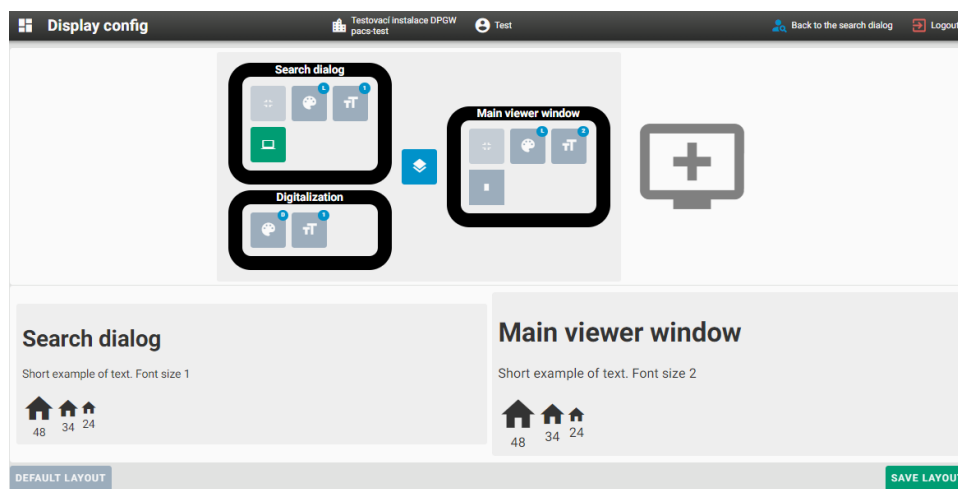 Display config
Testovací instalace DPGW
pacs-test
Test
Back to the search dialog
Logout
Search dialog
L
1
Main viewer window
L
2
Digitalization
D
1
Search dialog
Short example of text. Font size 1
48
34
24
Main viewer window
Short example of text. Font size 2
48
34
24
DEFAULT LAYOUT
SAVE LAYOUT